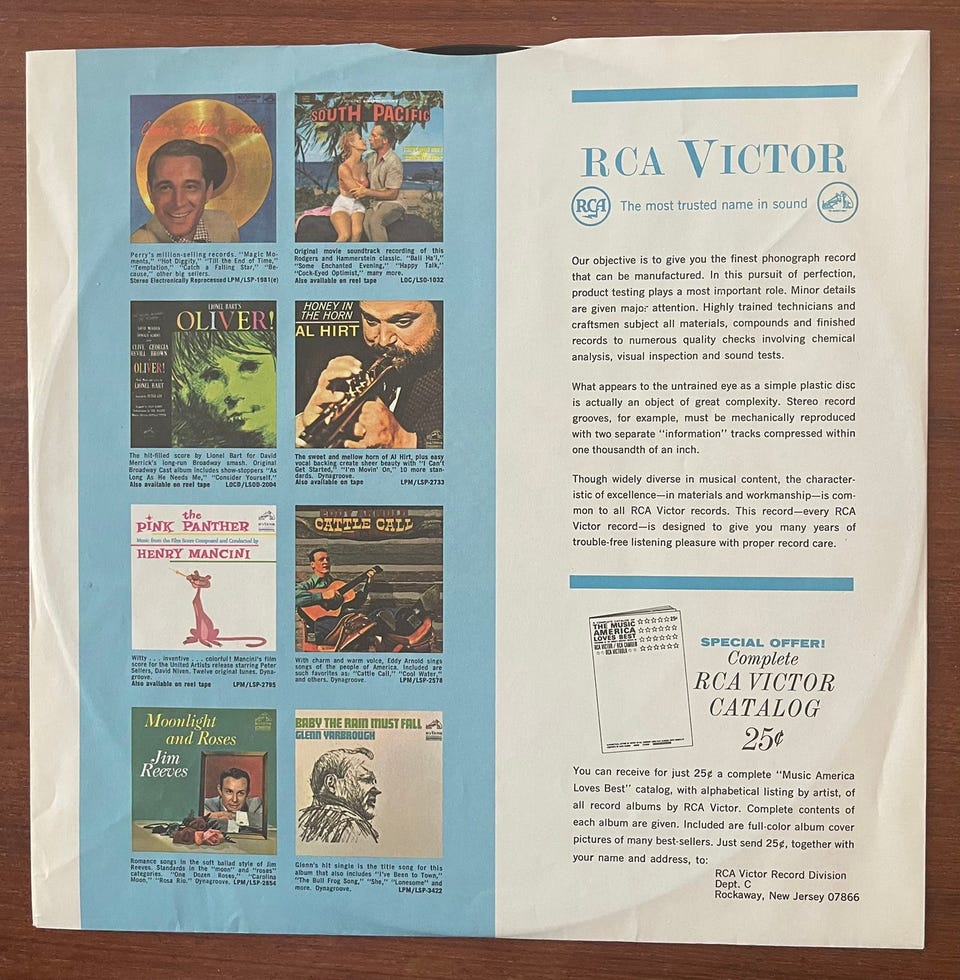 Perry's million-selling records. "Magic Mo-
ments," "Hot Diggity," "Till the End of Time,"
"Temptation," "Catch a Falling Star," "Be-
cause," other big sellers.
Stereo Electronically Reprocessed LPM/LSP-1981(e)
SOUTH PACIFIC
Original movie soundtrack recording of this
Rodgers and Hammerstein classic. "Bali Ha'i,"
"Some Enchanted Evening," "Happy Talk,"
"Cock-Eyed Optimist," many more.
Also available on reel tape LOC/LSO-1032
LIONEL BART'S
OLIVER!
DAVID MERRICK
CLIVE GEORGIA
REVILL BROWN
OLIVER!
LIONEL BART
The hit-filled score by Lionel Bart for David
Merrick's long-run Broadway smash. Original
Broadway Cast album includes show-stoppers "As
Long As He Needs Me," "Consider Yourself."
Also available on reel tape LOCD/LSOD-2004
HONEY IN
THE HORN
AL HIRT
The sweet and mellow horn of Al Hirt, plus easy
vocal backing create sheer beauty with "I Can't
Get Started," "I'm Movin' On," 10 more stan-
dards. Dynagroove.
Also available on reel tape LPM/LSP-2733
the
PINK PANTHER
Music from the Film Score Composed and Conducted by
HENRY MANCINI
Witty . . . inventive . . . colorful! Mancini's film
score for the United Artists release starring Peter
Sellers, David Niven. Twelve original tunes. Dyna-
groove.
Also available on reel tape LPM/LSP-2795
EDDY ARNOLD
CATTLE CALL
With charm and warm voice, Eddy Arnold sings
songs of the people of America. Included are
such favorites as: "Cattle Call," "Cool Water,"
and others. Dynagroove. LPM/LSP-2578
Moonlight
and Roses
Jim
Reeves
Romance songs in the soft ballad style of Jim
Reeves. Standards in the "moon" and "roses"
categories. "One Dozen Roses," "Carolina
Moon," "Rosa Rio." Dynagroove. LPM/LSP-2854
BABY THE RAIN MUST FALL
GLENN YARBROUGH
Glenn's hit single is the title song for this
album that also includes "I've Been to Town,"
"The Bull Frog Song," "She," "Lonesome" and
more. Dynagroove. LPM/LSP-3422
RCA VICTOR
RCA The most trusted name in sound
Our objective is to give you the finest phonograph record
that can be manufactured. In this pursuit of perfection,
product testing plays a most important role. Minor details
are given major attention. Highly trained technicians and
craftsmen subject all materials, compounds and finished
records to numerous quality checks involving chemical
analysis, visual inspection and sound tests.
What appears to the untrained eye as a simple plastic disc
is actually an object of great complexity. Stereo record
grooves, for example, must be mechanically reproduced
with two separate "information" tracks compressed within
one thousandth of an inch.
Though widely diverse in musical content, the character-
istic of excellence—in materials and workmanship—is com-
mon to all RCA Victor records. This record—every RCA
Victor record—is designed to give you many years of
trouble-free listening pleasure with proper record care.
THE MUSIC
AMERICA
LOVES BEST
25¢
SPECIAL OFFER!
Complete
RCA VICTOR
CATALOG
25¢
You can receive for just 25¢ a complete "Music America
Loves Best" catalog, with alphabetical listing by artist, of
all record albums by RCA Victor. Complete contents of
each album are given. Included are full-color album cover
pictures of many best-sellers. Just send 25¢, together with
your name and address, to:
RCA Victor Record Division
Dept. C
Rockaway, New Jersey 07866